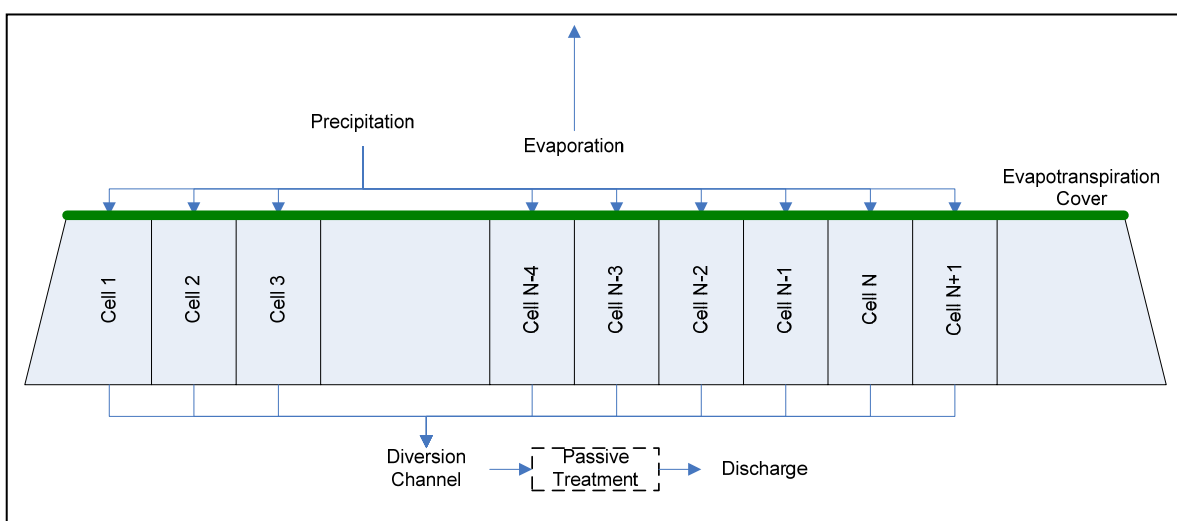 Precipitation
Evaporation
Evapotranspiration
Cover
Cell 1
Cell 2
Cell 3
Cell N-4
Cell N-3
Cell N-2
Cell N-1
Cell N
Cell N+1
Diversion
Channel
Passive
Treatment
Discharge